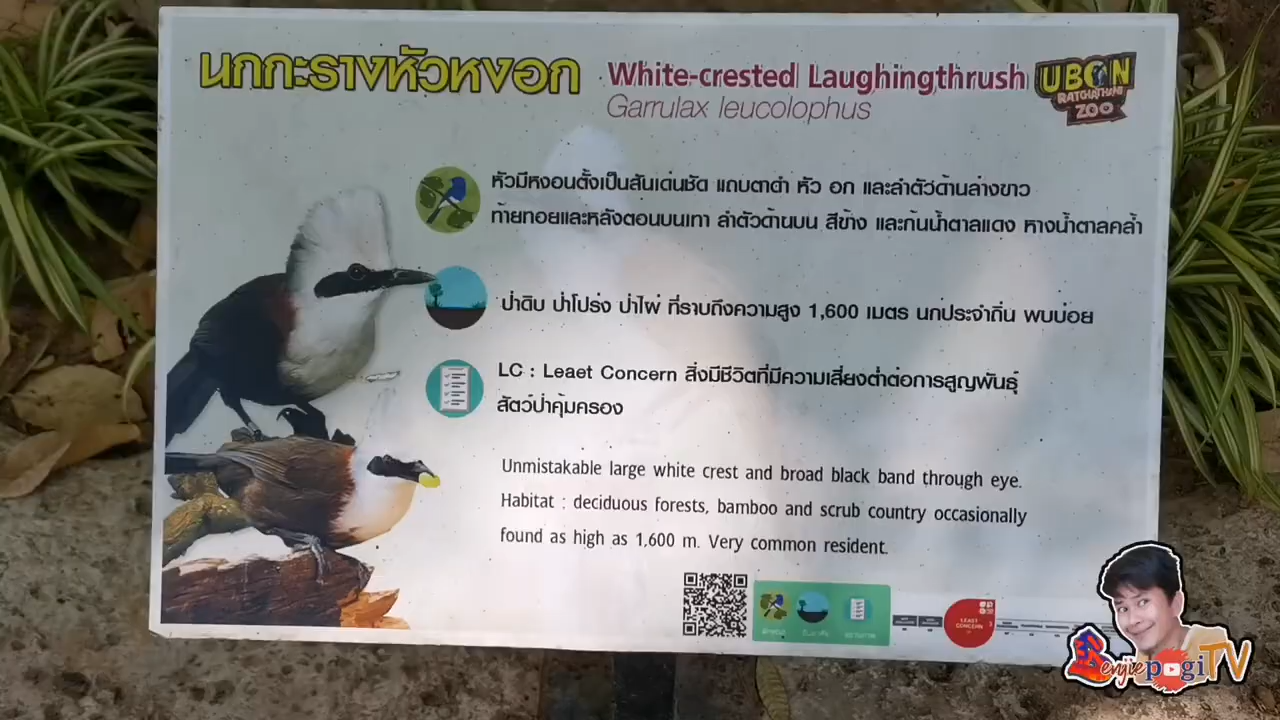 นกกะรางหัวหงอก
White-crested Laughingthrush
Garrulax leucolophus
UBON
RATCHATHANI
ZOO
หัวมีหงอนตั้งเป็นสันเด่นชัด แถบตาดำ หัว อก และลำตัวด้านล่างขาว
ท้ายทอยและหลังตอนบนเทา ลำตัวด้านบน สีข้าง และก้นน้ำตาลแดง หางน้ำตาลคล้ำ
ป่าดิบ ป่าโปร่ง ป่าไผ่ ที่ราบถึงความสูง 1,600 เมตร นกประจำถิ่น พบบ่อย
LC : Leaet Concern สิ่งมีชีวิตที่มีความเสี่ยงต่ำต่อการสูญพันธุ์
สัตว์ป่าคุ้มครอง
Unmistakable large white crest and broad black band through eye.
Habitat : deciduous forests, bamboo and scrub country occasionally
found as high as 1,600 m. Very common resident.
LEAST
CONCERN
BenjiepogiTV